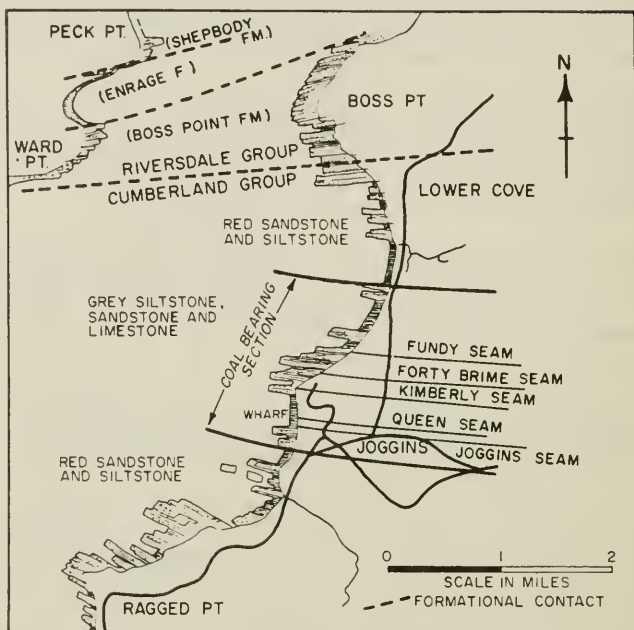 PECK PT.
(SHEPBODY
FM.)
(ENRAGE F)
N
BOSS PT
(BOSS POINT FM.)
WARD
PT.
RIVERSDALE GROUP
CUMBERLAND GROUP
LOWER COVE
RED SANDSTONE
AND SILTSTONE
GREY SILTSTONE,
SANDSTONE AND
LIMESTONE
COAL BEARING
SECTION
FUNDY SEAM
FORTY BRIME SEAM
KIMBERLY SEAM
WHARF
QUEEN SEAM
JOGGINS
JOGGINS SEAM
RED SANDSTONE
AND SILTSTONE
0 1 2
SCALE IN MILES
FORMATIONAL CONTACT
RAGGED PT